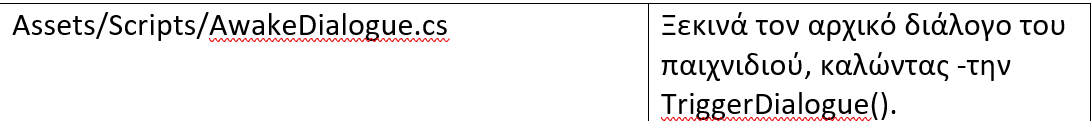 Assets/Scripts/AwakeDialogue.cs
Ξεκινά τον αρχικό διάλογο του
παιχνιδιού, καλώντας -την
TriggerDialogue().